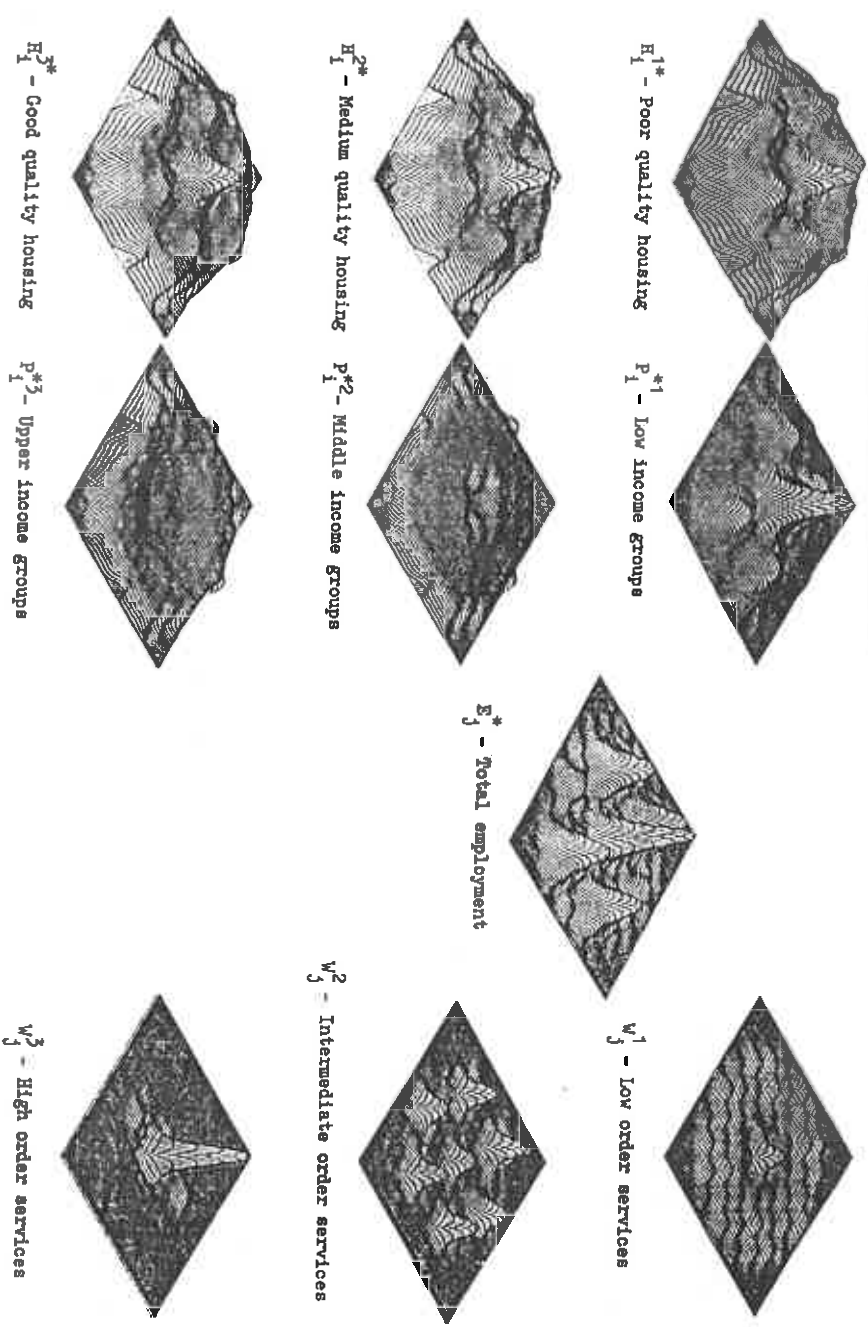 H_i^{1*} - Poor quality housing
H_i^{2*} - Medium quality housing
H_i^{3*} - Good quality housing
P_i^{*1} - Low income groups
P_i^{*2} - Middle income groups
P_i^{*3} - Upper income groups
E_j^* - Total employment
W_j^1 - Low order services
W_j^2 - Intermediate order services
W_j^3 - High order services